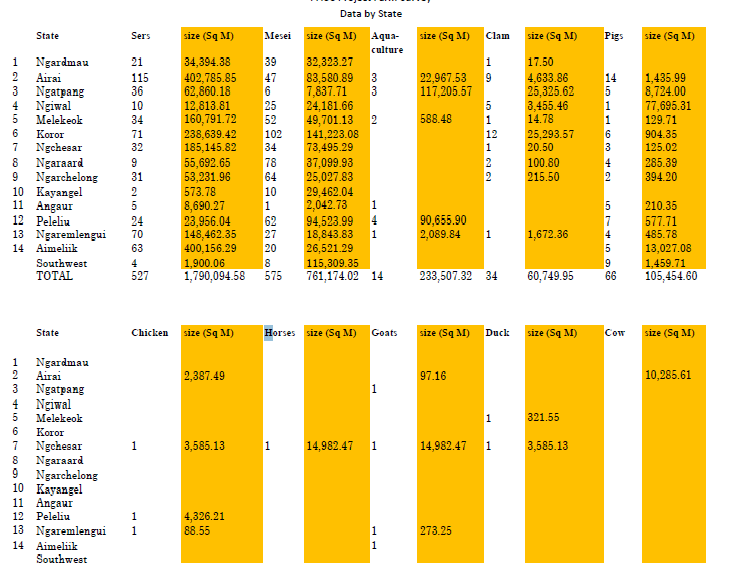 Data by State
State Sers size (Sq M) Mesei size (Sq M) Aqua- size (Sq M) Clam size (Sq M) Pigs size (Sq M)
culture
1 Ngardmau 21 34,394.38 39 32,323.27 1 17.50
2 Airai 115 402,785.85 47 83,580.89 3 22,967.53 9 4,633.86 14 1,435.99
3 Ngatpang 36 62,860.18 6 7,837.71 3 117,205.57 25,325.62 5 8,724.00
4 Ngiwal 10 12,813.81 25 24,181.66 5 3,455.46 1 77,695.31
5 Melekeok 34 160,791.72 52 49,511.13 2 588.48 1 14.78 1 129.71
6 Koror 71 238,639.42 102 141,223.08 12 25,293.57 6 904.35
7 Ngchesar 32 185,145.82 34 73,495.29 1 20.50 3 125.02
8 Ngaraard 9 55,692.65 78 37,099.93 2 100.80 4 285.39
9 Ngarchelong 31 53,231.96 64 25,027.83 2 215.50 2 394.20
10 Kayangel 2 573.78 10 29,462.04
11 Angaur 5 8,690.27 1 2,042.73 1 5 210.35
12 Peleliu 24 23,956.04 62 94,523.99 4 90,655.90 7 577.71
13 Ngaremlengui 70 148,462.35 27 18,843.83 1 2,089.84 1 1,672.36 4 485.78
14 Aimeliik 63 400,156.29 20 26,521.29 5 13,027.08
Southwest 4 1,900.06 8 115,309.35 9 1,459.71
TOTAL 527 1,790,094.58 575 761,174.02 14 233,507.32 34 60,749.95 66 105,454.60
State Chicken size (Sq M) Horses size (Sq M) Goats size (Sq M) Duck size (Sq M) Cow size (Sq M)
1 Ngardmau
2 Airai 2,387.49 97.16 10,285.61
3 Ngatpang 1
4 Ngiwal
5 Melekeok 1 321.55
6 Koror
7 Ngchesar 1 3,585.13 1 14,982.47 1 14,982.47 1 3,585.13
8 Ngaraard
9 Ngarchelong
10 Kayangel
11 Angaur
12 Peleliu 1 4,326.21
13 Ngaremlengui 1 88.55 1 273.25
14 Aimeliik 1
Southwest